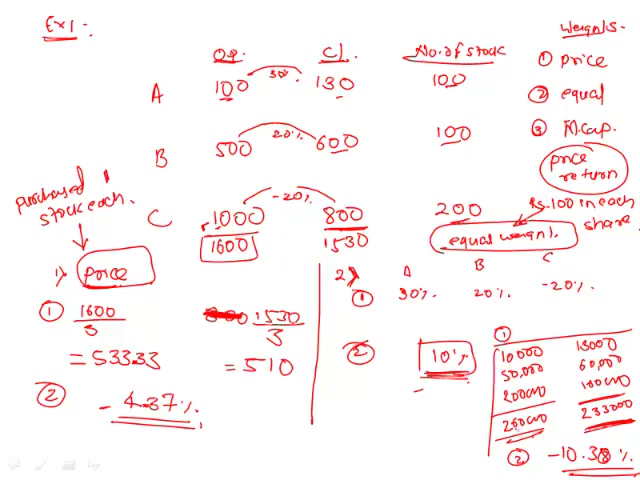 Ex1:-
Op. Cl. No. of stock
A 100 30% 130 100
B 500 20% 600 100
C 1000 -20% 800 200
1600 1530
Weights.
① price
② equal
③ M.cap.
price return
Rs.100 in each share
equal weight.
purchased 1 stock each.
1) price
① 1600/3 1530/3
= 533.33 = 510
② -4.37%
2)
A B C
① 30% 20% -20%
② 10%
①
10000 13000
50,000 60,000
200000 160000
260000 233000
② -10.38%